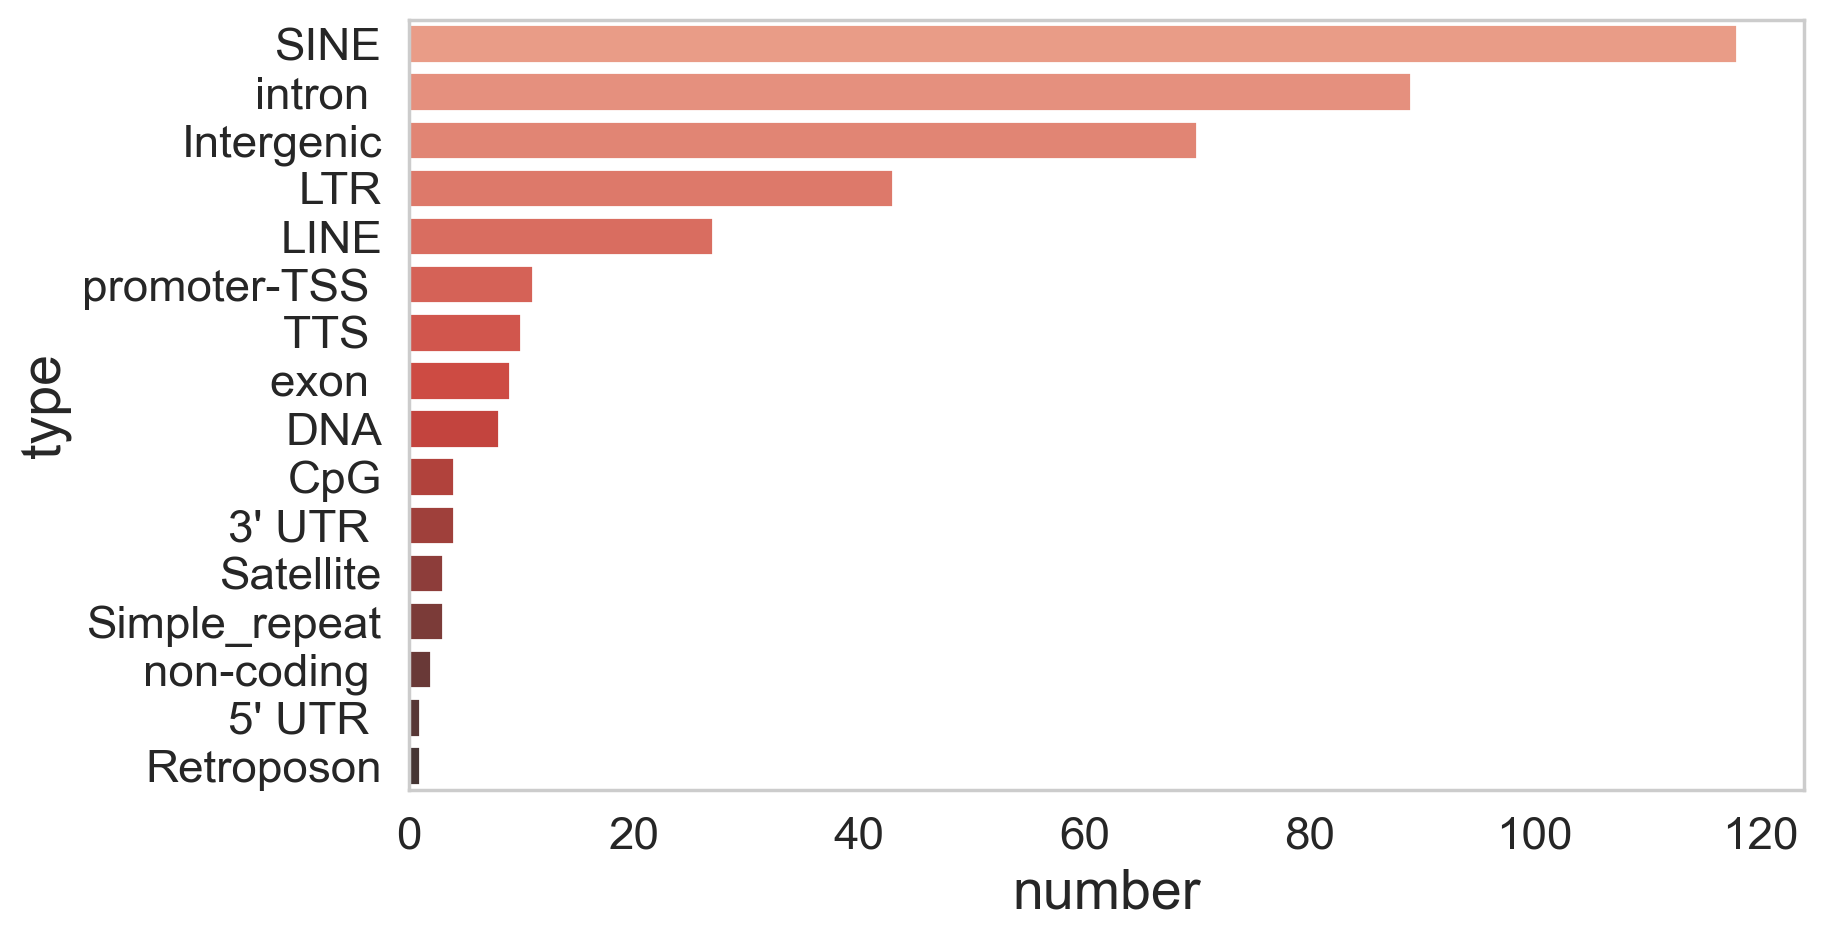 SINE
intron
Intergenic
LTR
LINE
promoter-TSS
TTS
exon
DNA
CpG
3' UTR
Satellite
Simple_repeat
non-coding
5' UTR
Retroposon
type
0 20 40 60 80 100 120
number